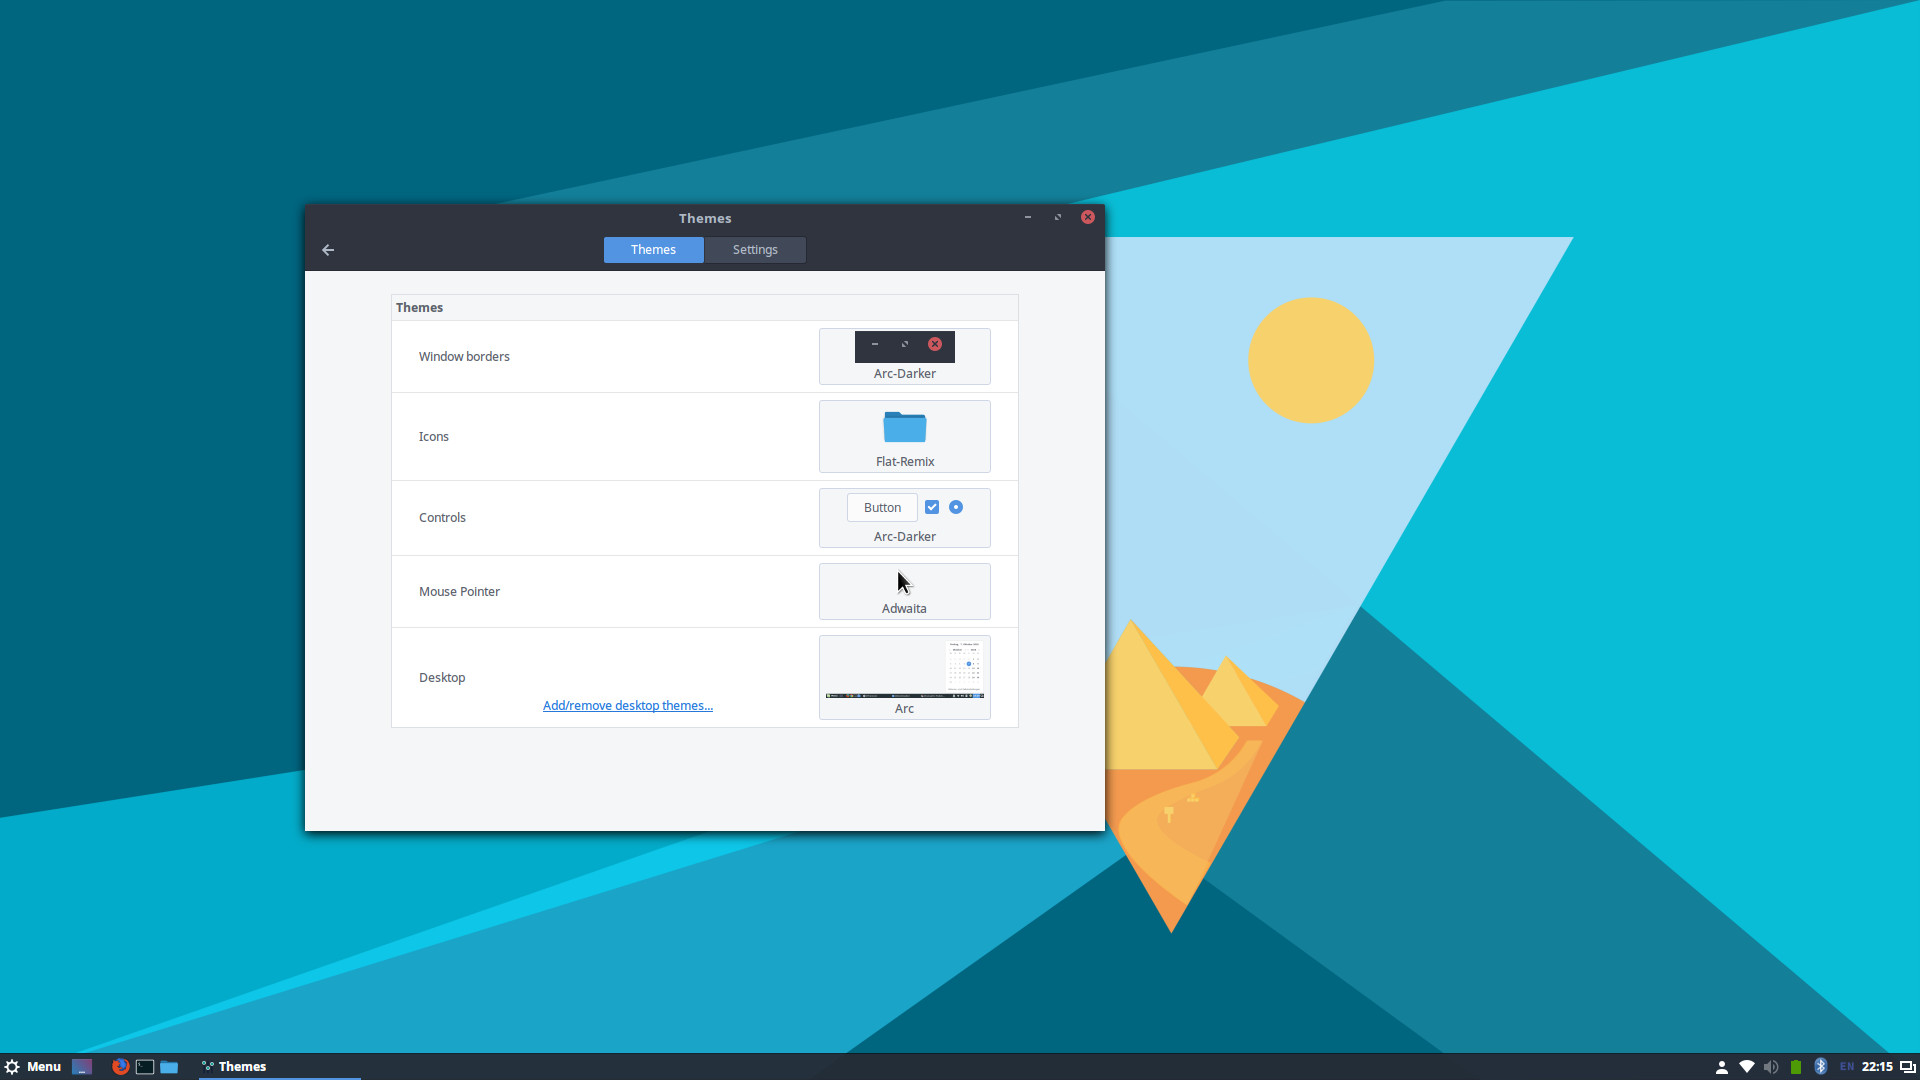 Themes
Themes
Settings
Themes
Window borders
Arc-Darker
Icons
Flat-Remix
Controls
Button
Arc-Darker
Mouse Pointer
Adwaita
Desktop
Add/remove desktop themes...
Arc
Menu
Themes
EN
22:15